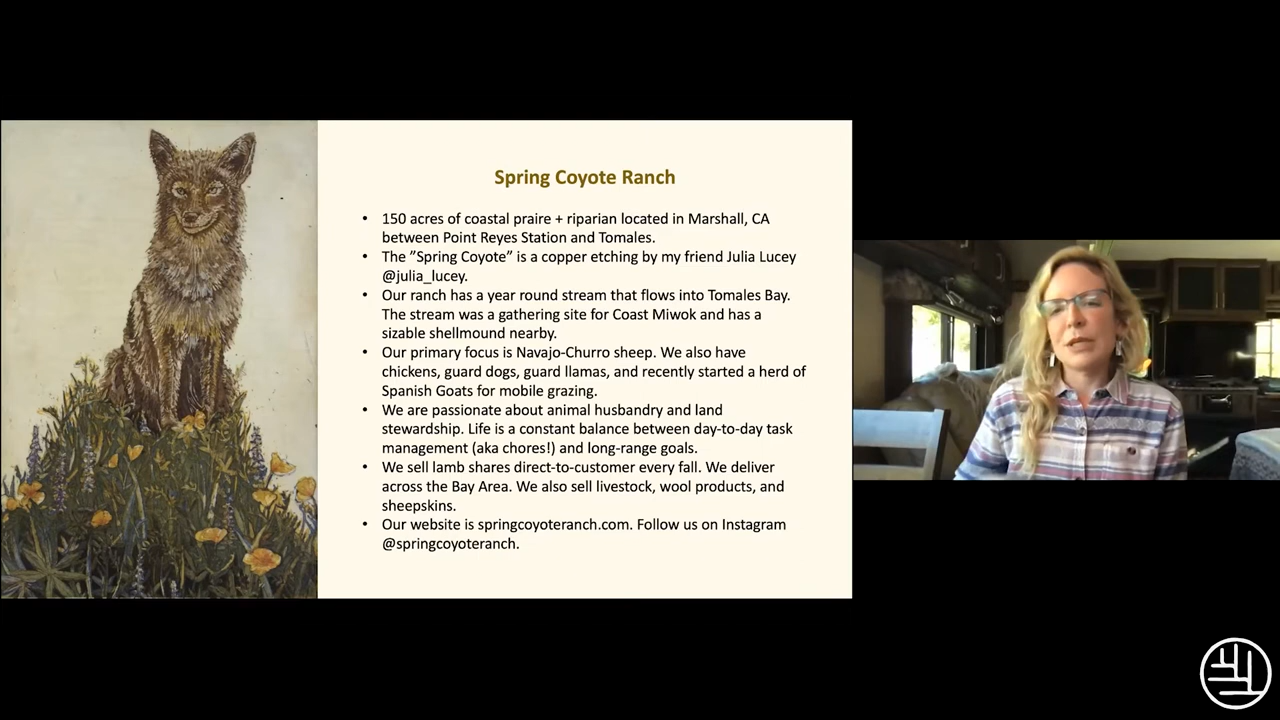 Spring Coyote Ranch
• 150 acres of coastal praire + riparian located in Marshall, CA
between Point Reyes Station and Tomales.
• The ”Spring Coyote” is a copper etching by my friend Julia Lucey
@julia_lucey.
• Our ranch has a year round stream that flows into Tomales Bay.
The stream was a gathering site for Coast Miwok and has a
sizable shellmound nearby.
• Our primary focus is Navajo-Churro sheep. We also have
chickens, guard dogs, guard llamas, and recently started a herd of
Spanish Goats for mobile grazing.
• We are passionate about animal husbandry and land
stewardship. Life is a constant balance between day-to-day task
management (aka chores!) and long-range goals.
• We sell lamb shares direct-to-customer every fall. We deliver
across the Bay Area. We also sell livestock, wool products, and
sheepskins.
• Our website is springcoyoteranch.com. Follow us on Instagram
@springcoyoteranch.